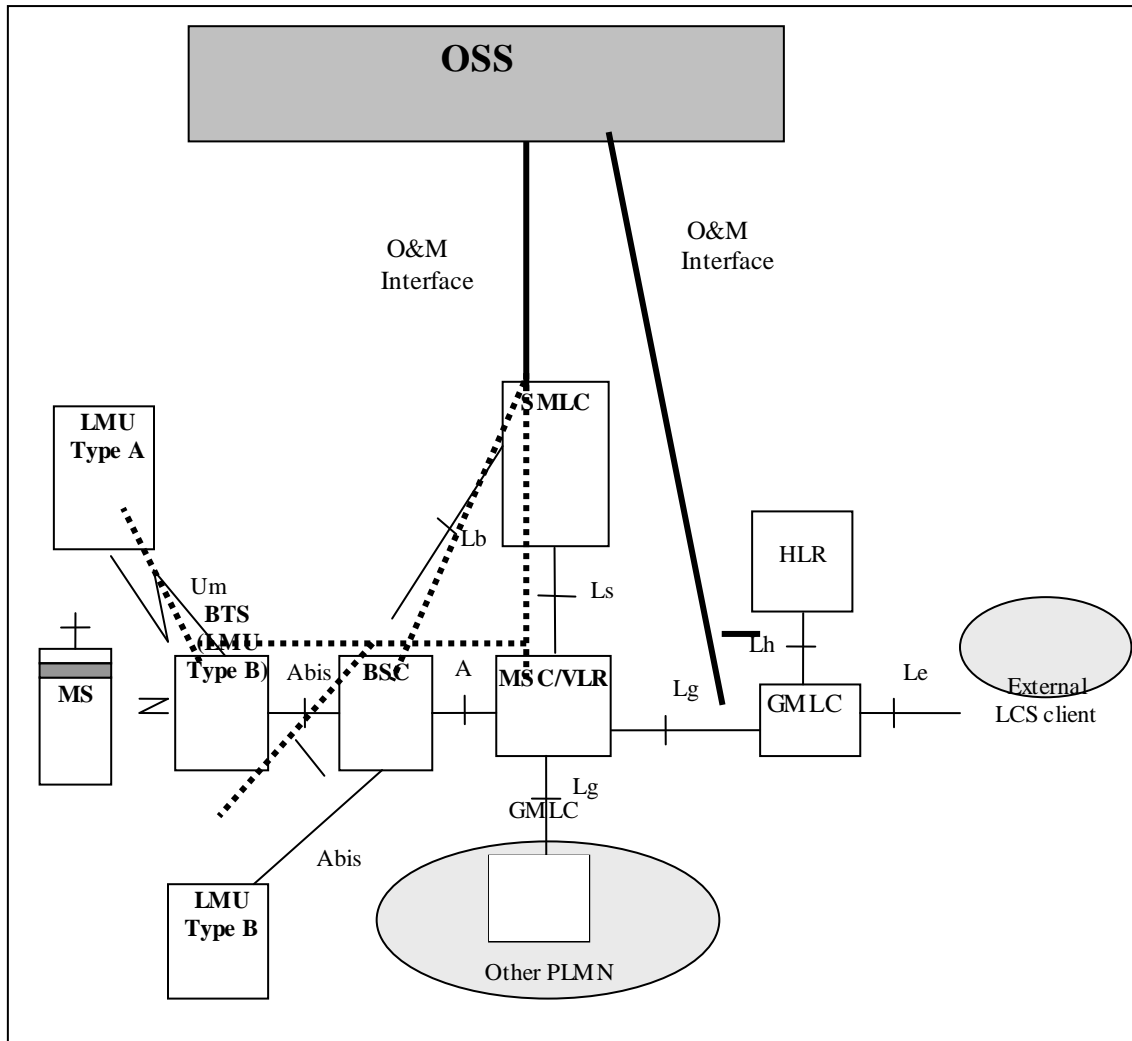 OSS
O&M
Interface
O&M
Interface
SMLC
LMU
Type A
Lb
HLR
Um
Ls
BTS
(LMU
Type B)
Lh
Abis
BSC
A
MSC/VLR
Le
MS
Lg
GMLC
External
LCS client
Lg
GMLC
Abis
LMU
Type B
Other PLMN